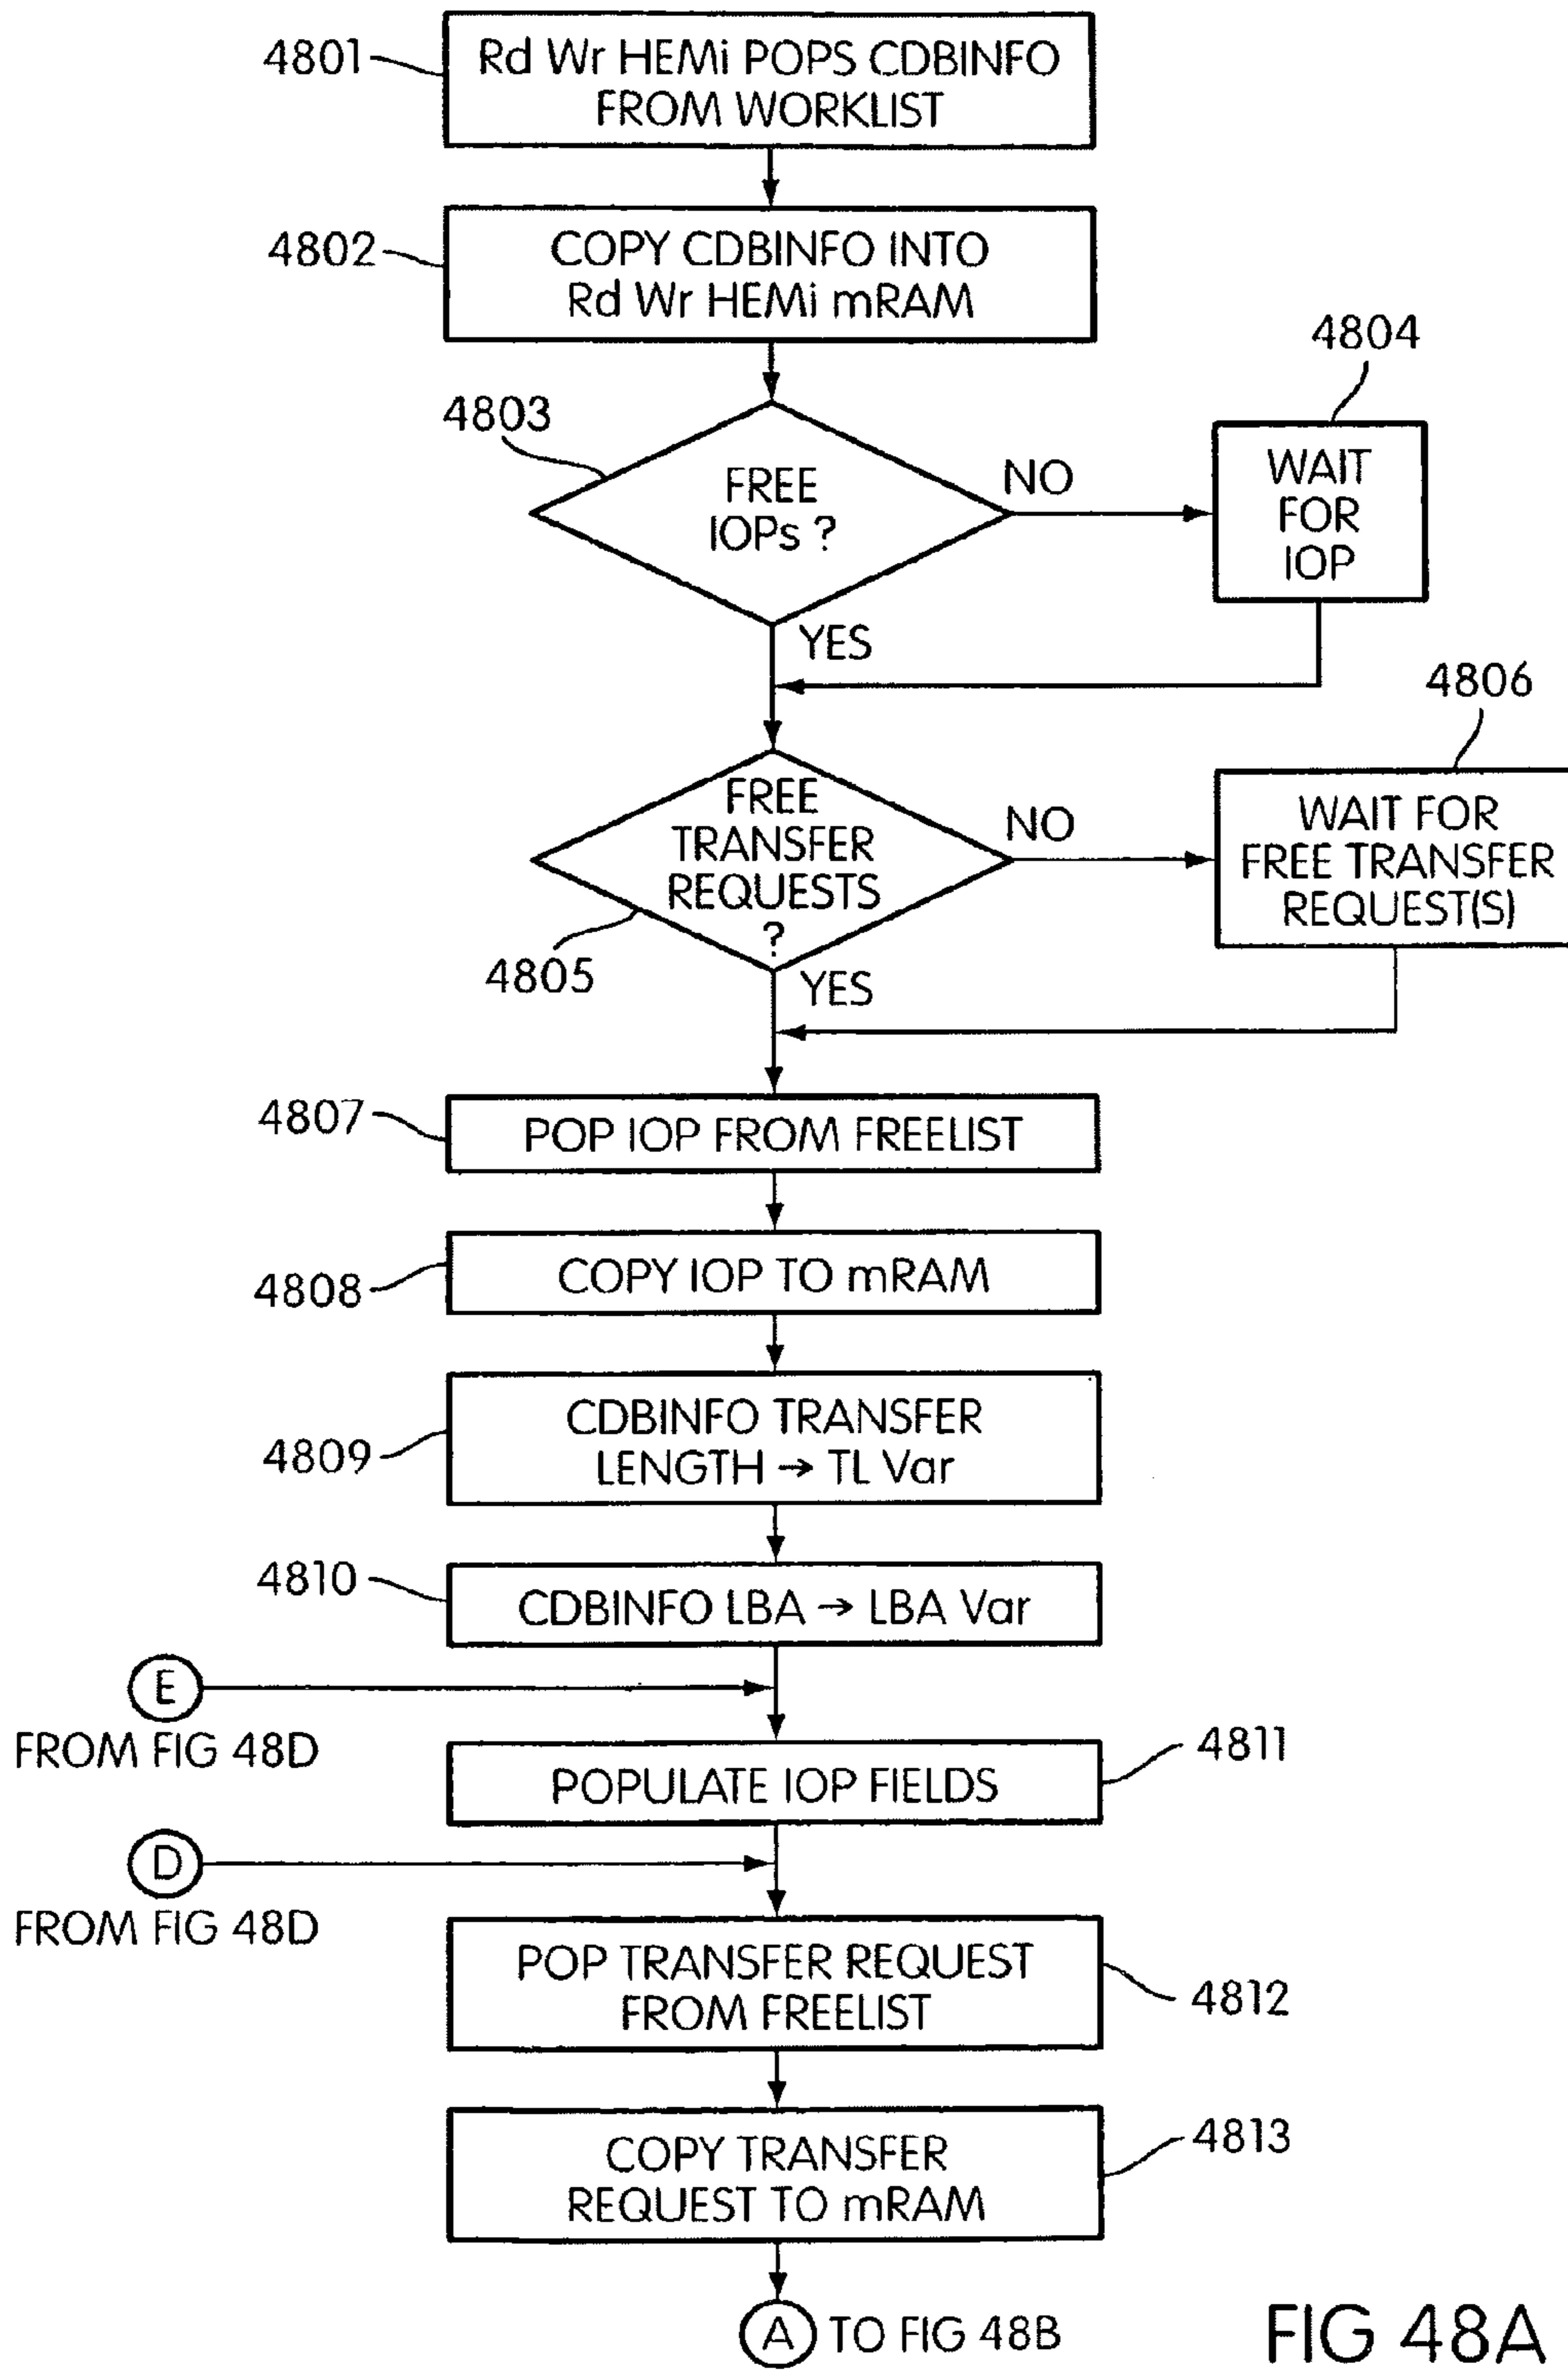 4801
Rd Wr HEMi POPS CDBINFO
FROM WORKLIST
4802
COPY CDBINFO INTO
Rd Wr HEMi mRAM
4803
FREE
IOPs ?
NO
4804
WAIT
FOR
IOP
YES
4805
FREE
TRANSFER
REQUESTS
?
NO
4806
WAIT FOR
FREE TRANSFER
REQUEST(S)
YES
4807
POP IOP FROM FREELIST
4808
COPY IOP TO mRAM
4809
CDBINFO TRANSFER
LENGTH → TL Var
4810
CDBINFO LBA → LBA Var
E
FROM FIG 48D
4811
POPULATE IOP FIELDS
D
FROM FIG 48D
POP TRANSFER REQUEST
FROM FREELIST
4812
COPY TRANSFER
REQUEST TO mRAM
4813
A TO FIG 48B
FIG 48A